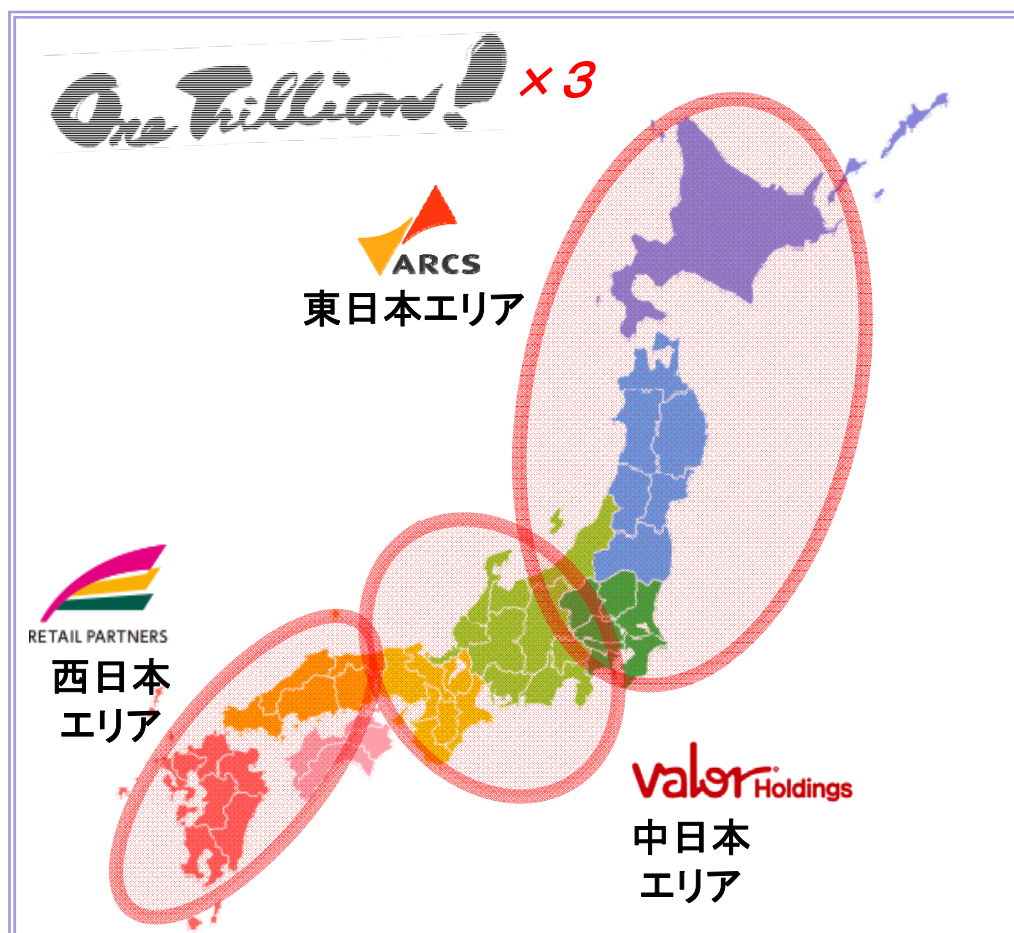 One Trillion! ×3
ARCS
東日本エリア
RETAIL PARTNERS
西日本
エリア
valor Holdings
中日本
エリア